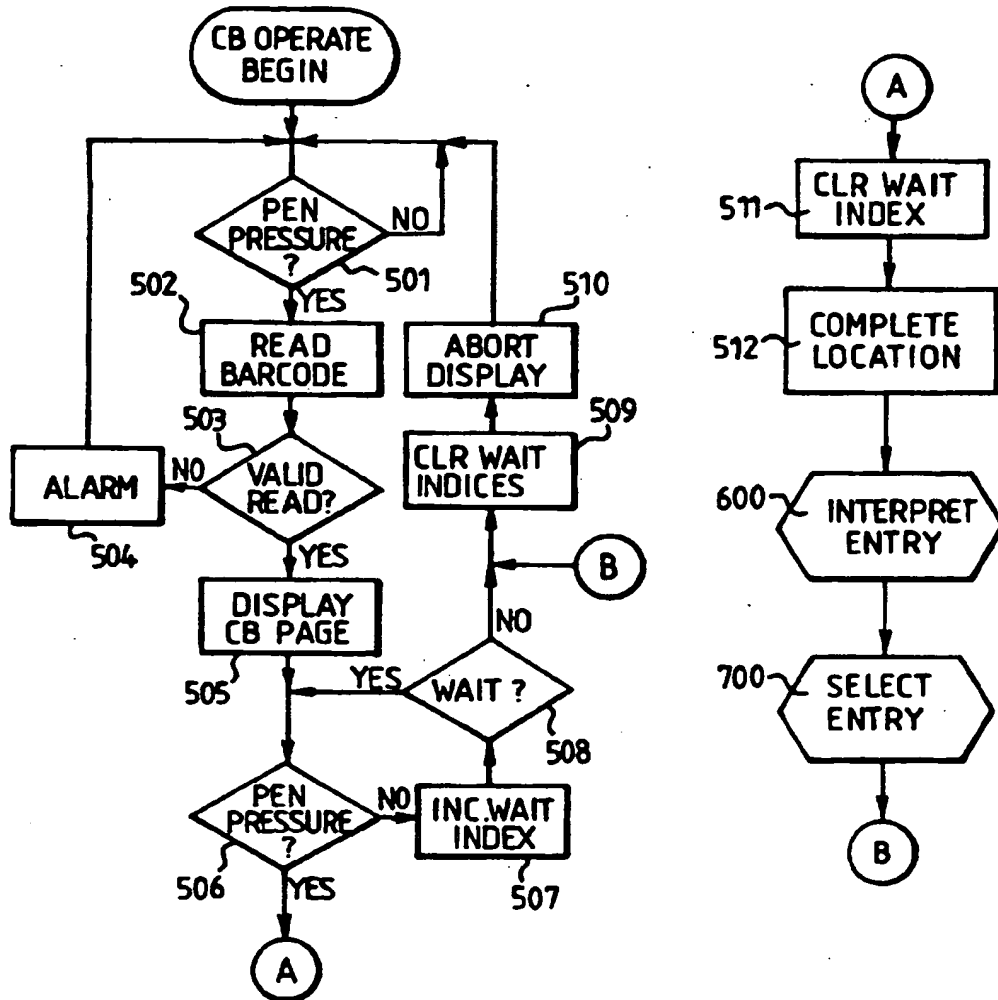 CB OPERATE
BEGIN
PEN
PRESSURE
?
NO
501
YES
502
READ
BARCODE
503
VALID
READ?
NO
ALARM
504
YES
DISPLAY
CB PAGE
505
PEN
PRESSURE
?
506
NO
YES
A
INC.WAIT
INDEX
507
WAIT ?
508
YES
NO
B
CLR WAIT
INDICES
509
ABORT
DISPLAY
510
A
CLR WAIT
INDEX
511
COMPLETE
LOCATION
512
INTERPRET
ENTRY
600
SELECT
ENTRY
700
B